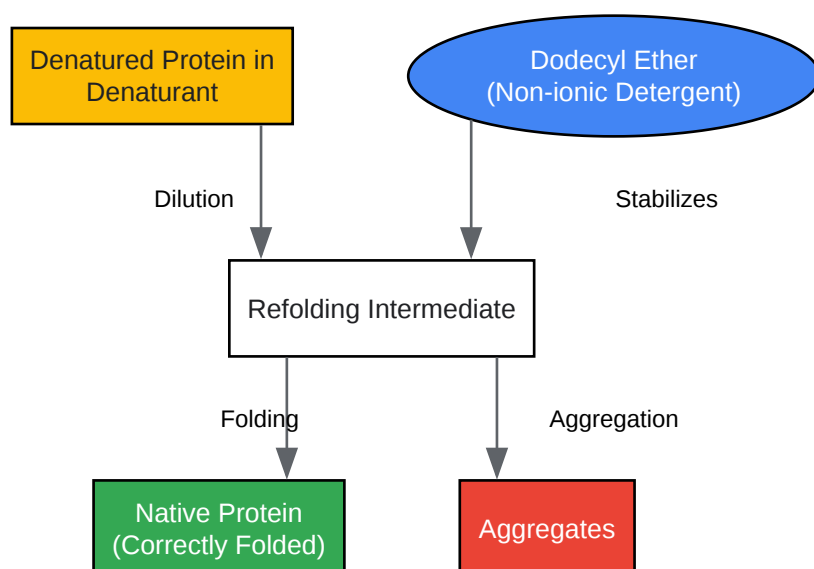 Denatured Protein in
Denaturant
Dodecyl Ether
(Non-ionic Detergent)
Dilution
Stabilizes
Refolding Intermediate
Folding
Aggregation
Native Protein
(Correctly Folded)
Aggregates